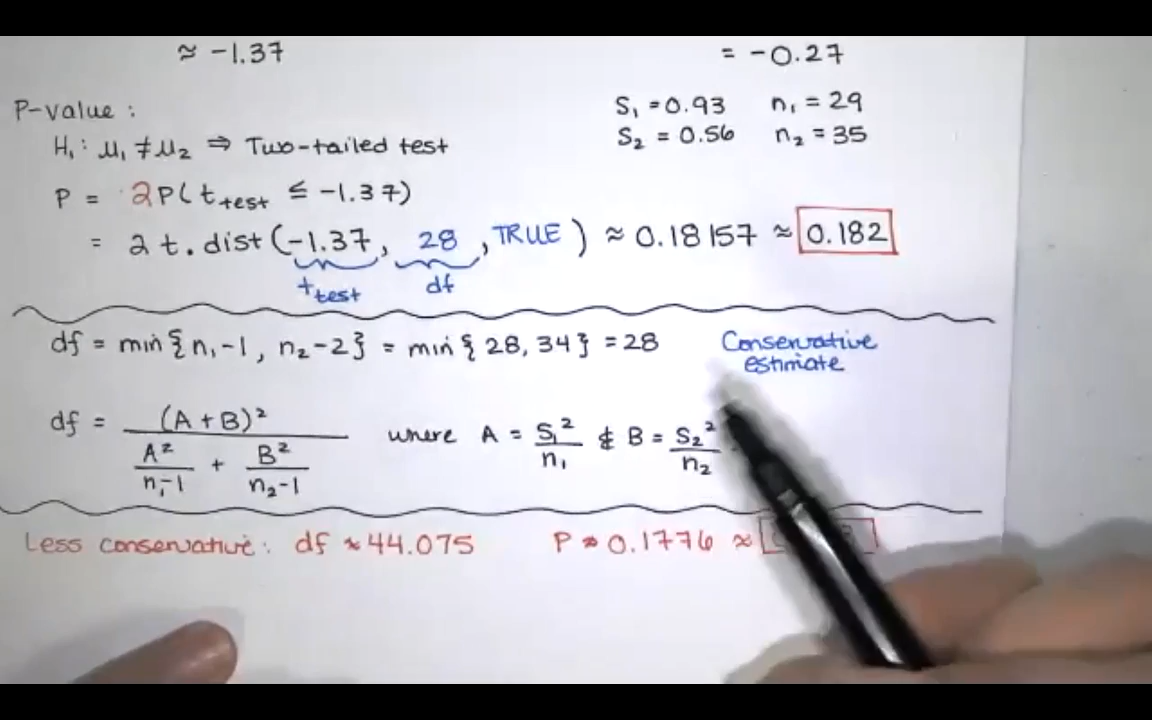 ≈ -1.37
= -0.27
P-value:
S₁ = 0.93 n₁ = 29
S₂ = 0.56 n₂ = 35
H₁: μ₁ ≠ μ₂ ⇒ Two-tailed test
P = 2P(t_test ≤ -1.37)
= 2 t.dist(-1.37, 28, TRUE) ≈ 0.18157 ≈ 0.182
t_test df
df = min{n₁-1, n₂-2} = min{28, 34} = 28
Conservative
estimate
df = (A+B)² / (A²/(n₁-1) + B²/(n₂-1)) where A = S₁²/n₁ & B = S₂²/n₂
Less conservative: df ≈ 44.075 P ≈ 0.1776 ≈